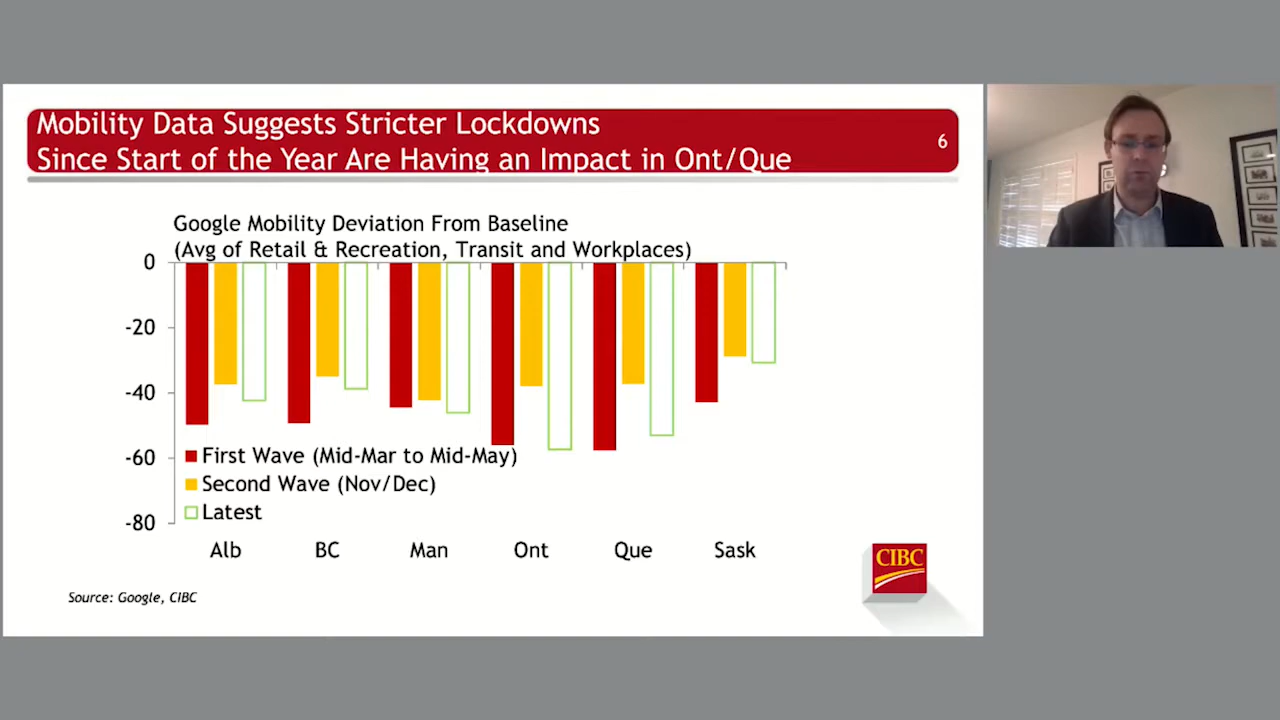 Mobility Data Suggests Stricter Lockdowns
Since Start of the Year Are Having an Impact in Ont/Que
6
Google Mobility Deviation From Baseline
(Avg of Retail & Recreation, Transit and Workplaces)
0
-20
-40
-60
-80
First Wave (Mid-Mar to Mid-May)
Second Wave (Nov/Dec)
Latest
Alb BC Man Ont Que Sask
CIBC
Source: Google, CIBC